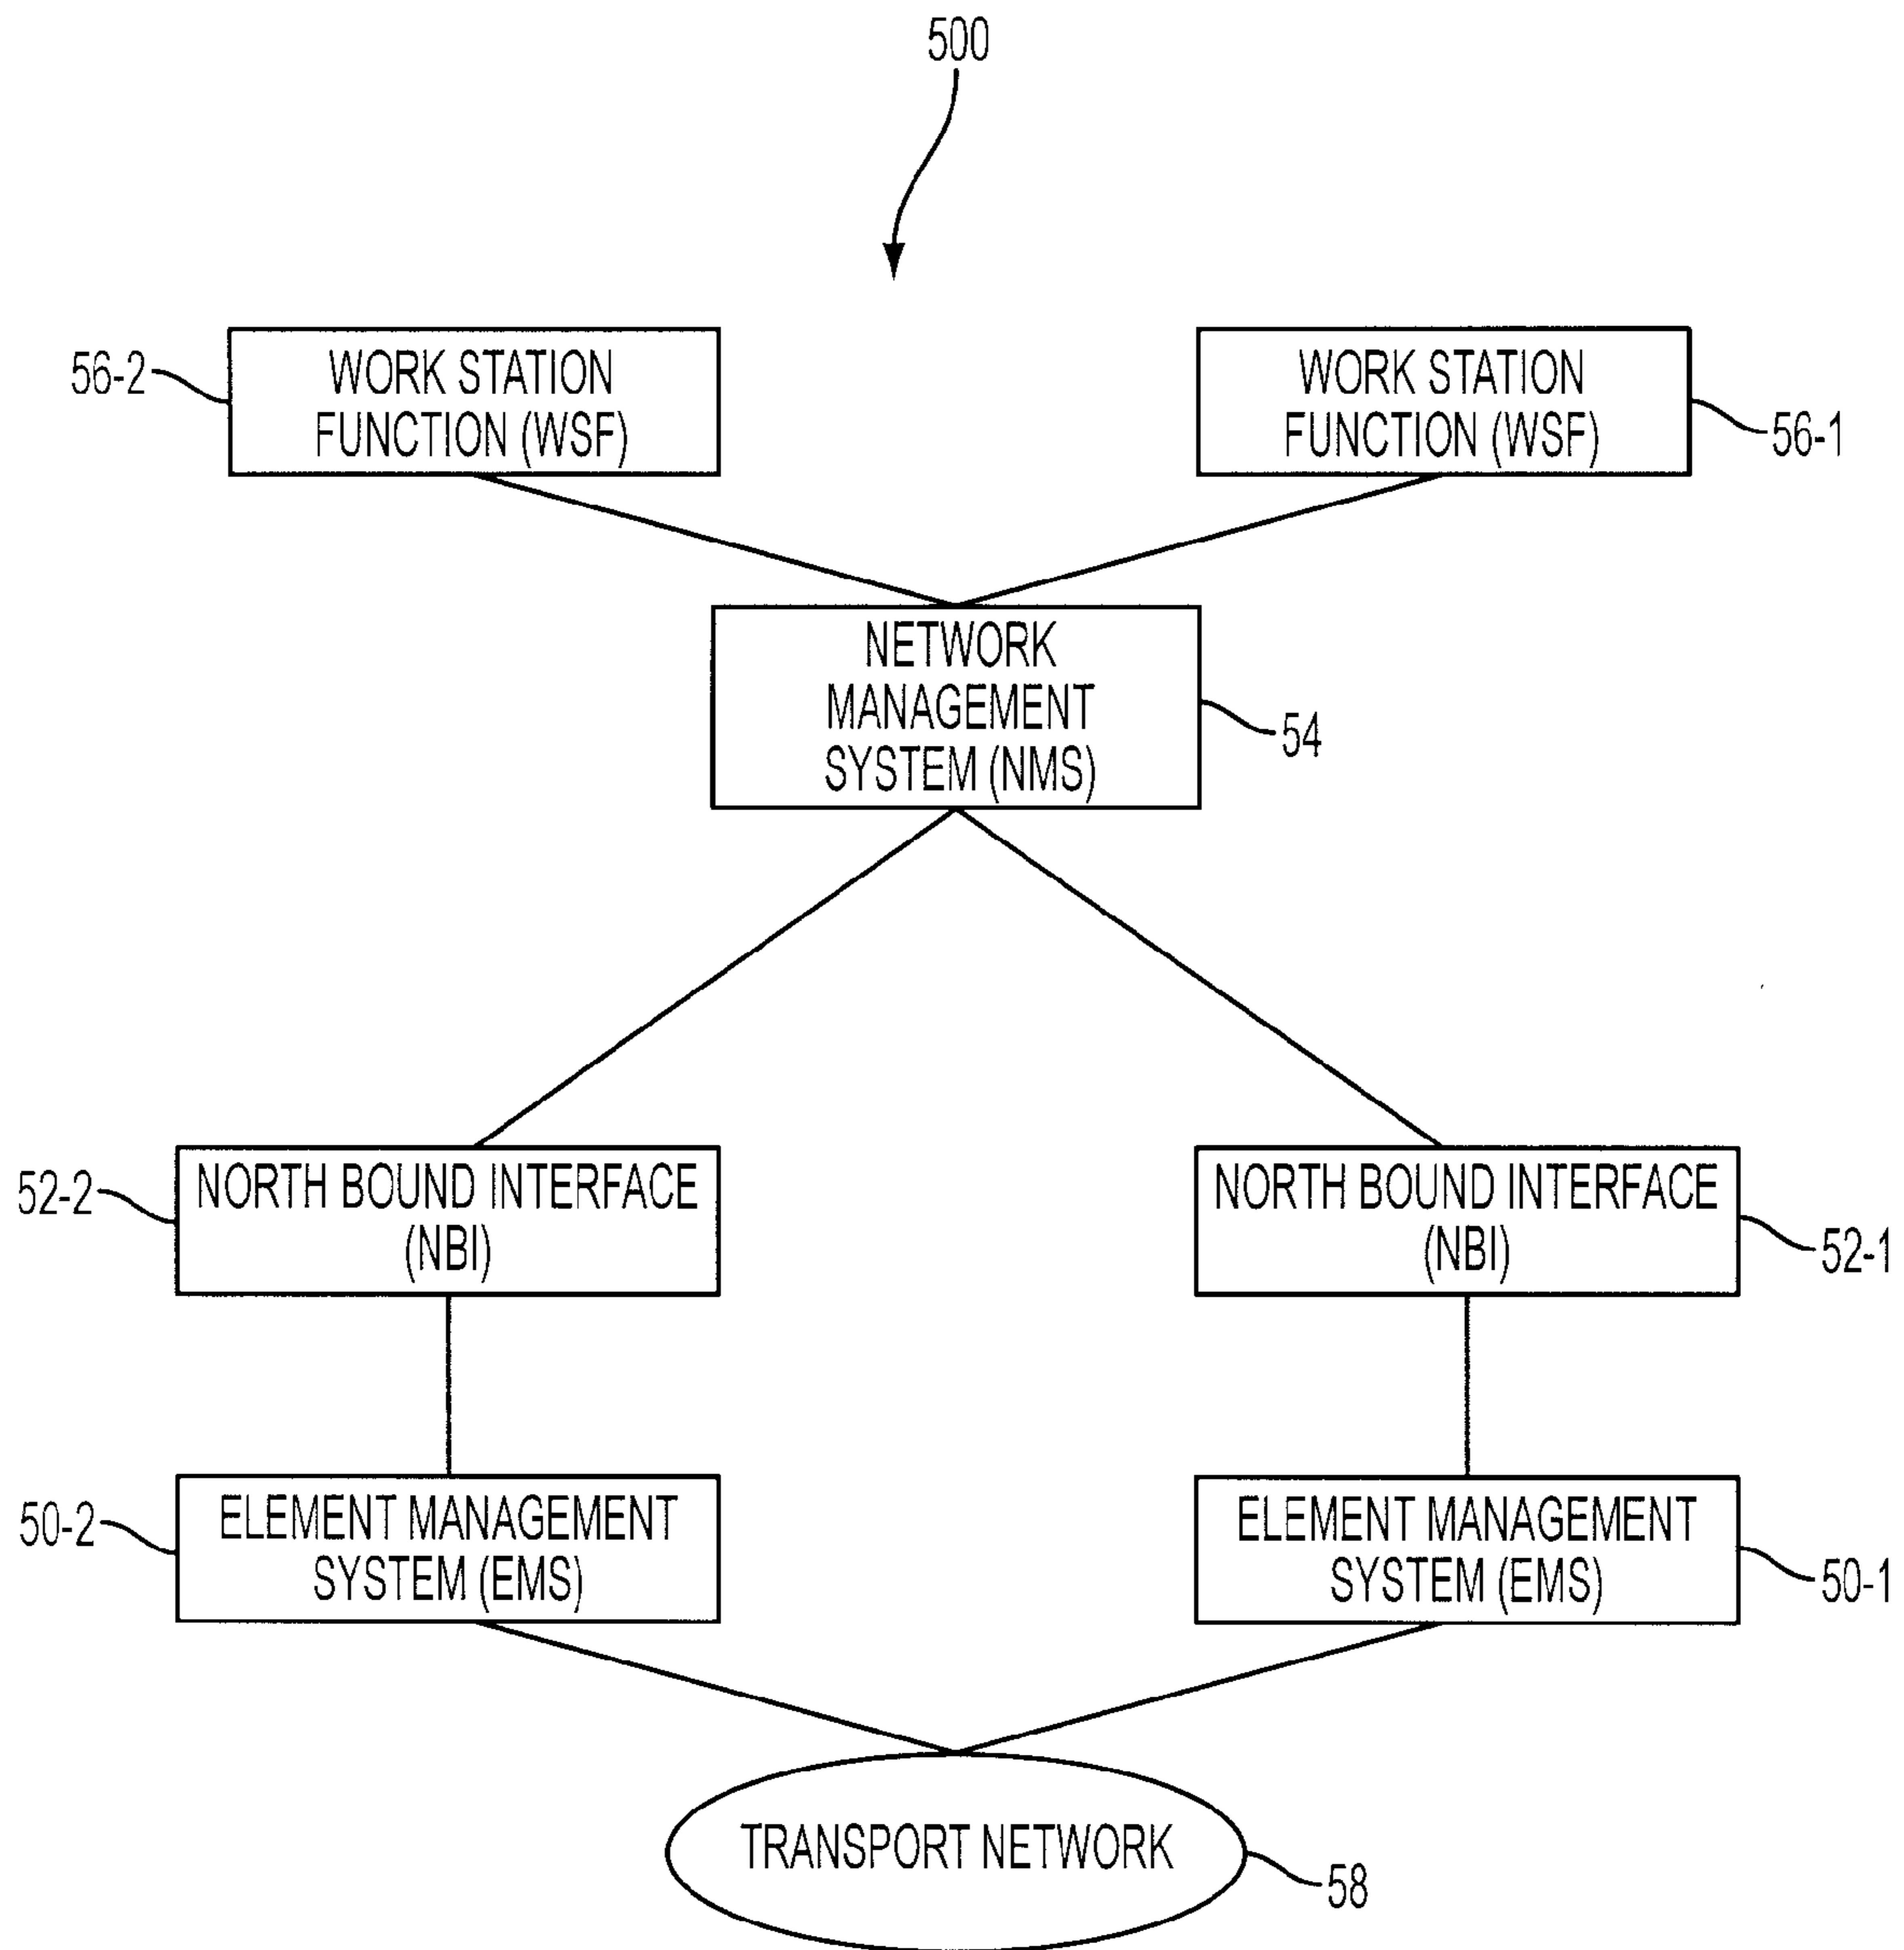 500
56-2
WORK STATION
FUNCTION (WSF)
WORK STATION
FUNCTION (WSF)
56-1
NETWORK
MANAGEMENT
SYSTEM (NMS)
54
52-2
NORTH BOUND INTERFACE
(NBI)
NORTH BOUND INTERFACE
(NBI)
52-1
50-2
ELEMENT MANAGEMENT
SYSTEM (EMS)
ELEMENT MANAGEMENT
SYSTEM (EMS)
50-1
TRANSPORT NETWORK
58